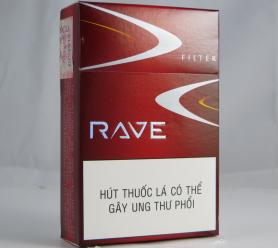 FILTER
RAVE
HÚT THUỐC LÁ CÓ THỂ
GÂY UNG THƯ PHỔI